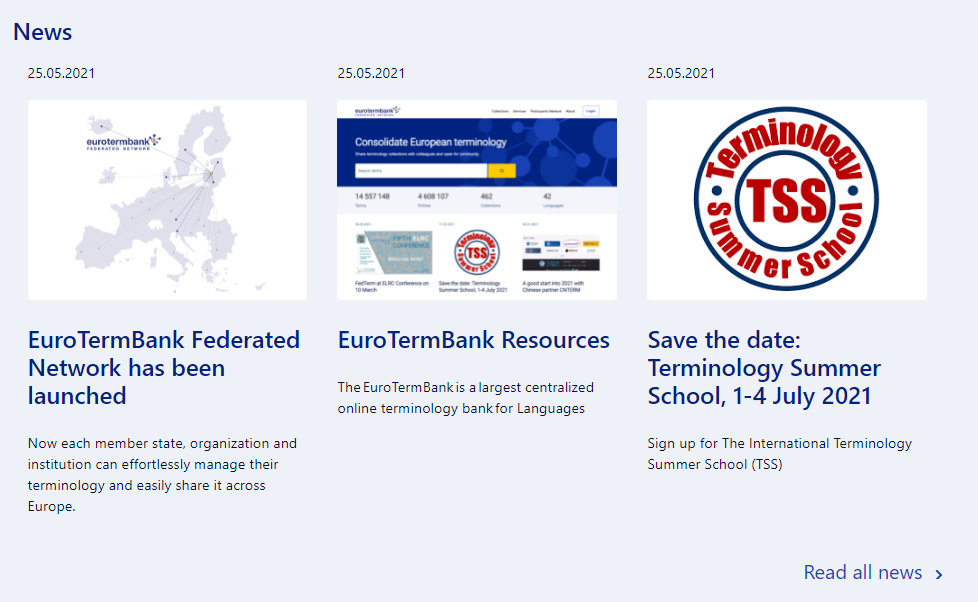 News
25.05.2021
eurotermbank
FEDERATED NETWORK
EuroTermBank Federated
Network has been
launched
Now each member state, organization and
institution can effortlessly manage their
terminology and easily share it across
Europe.
25.05.2021
eurotermbank
Collections Services Participants Network About Login
Consolidate European terminology
Share terminology collections with colleagues and open for community.
Search terms
14 557 148 4 608 107 462 42
Terms Entries Collections Languages
FIFTH ELRC
CONFERENCE
Terminology
TSS
Summer School
FedTerm at ELRC Conference on
10 March
Save the date: Terminology
Summer School, 1-4 July 2021
A good start into 2021 with
Chinese partner CNTERM
EuroTermBank Resources
The EuroTermBank is a largest centralized
online terminology bank for Languages
25.05.2021
Terminology
TSS
Summer School
Save the date:
Terminology Summer
School, 1-4 July 2021
Sign up for The International Terminology
Summer School (TSS)
Read all news